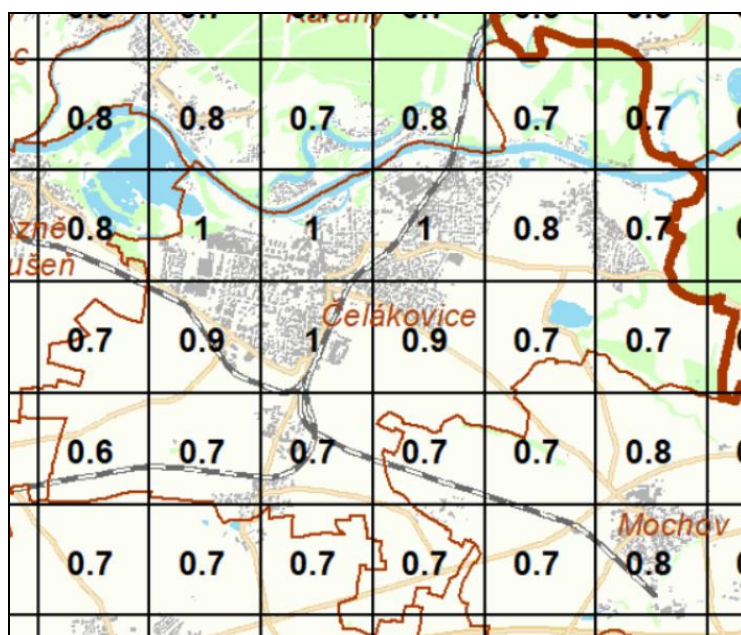 Káraný
c
0.8 0.8 0.7 0.8 0.7 0.7
zně
0.8 1 1 1 0.8 0.7
ušeň
Čelákovice
0.7 0.9 1 0.9 0.7 0.7
0.6 0.7 0.7 0.7 0.7 0.8
Mochov
0.7 0.7 0.7 0.7 0.7 0.8